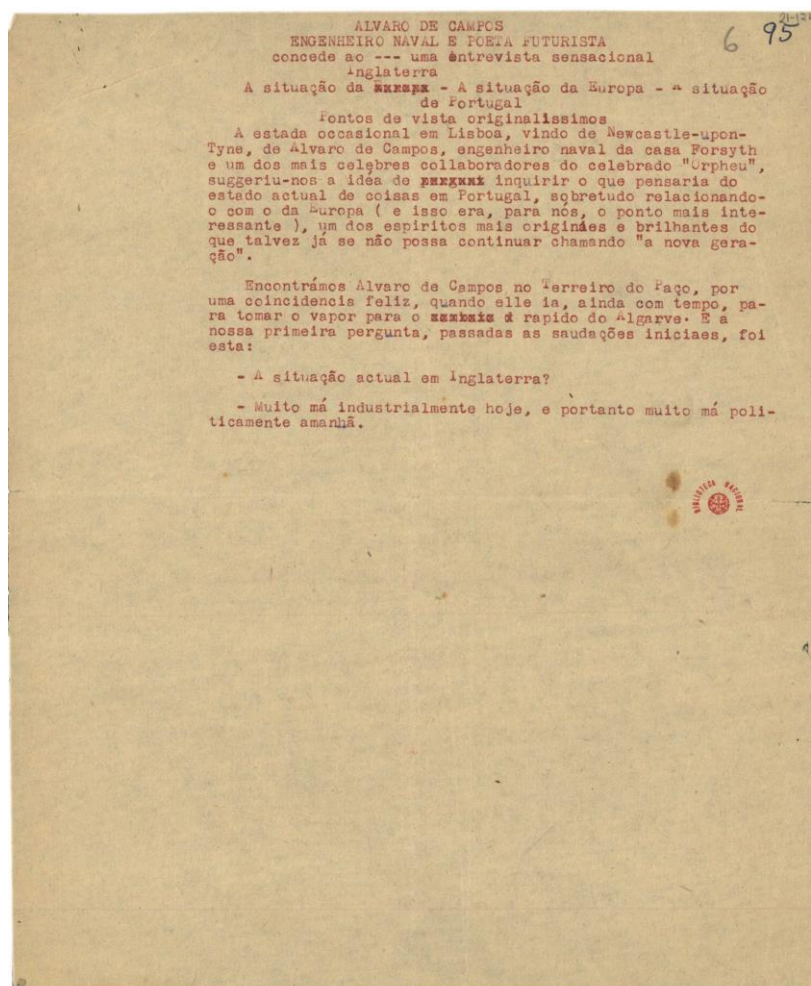 21-121
6 95
ALVARO DE CAMPOS
ENGENHEIRO NAVAL E POETA FUTURISTA
concede ao --- uma entrevista sensacional
Inglaterra
A situação da - A situação da Europa - A situação
de Portugal
Pontos de vista originalissimos
A estada occasional em Lisboa, vindo de Newcastle-upon-
Tyne, de Alvaro de Campos, engenheiro naval da casa Forsyth
e um dos mais celebres collaboradores do celebrado "Orpheu",
suggeriu-nos a idéa de inquirir o que pensaria do
estado actual de coisas em Portugal, sobretudo relacionando-
o com o da Europa ( e isso era, para nós, o ponto mais inte-
ressante ), um dos espiritos mais origináes e brilhantes do
que talvez já se não possa continuar chamando "a nova gera-
ção".
Encontrámos Alvaro de Campos no Terreiro do Paço, por
uma coincidencis feliz, quando elle ia, ainda com tempo, pa-
ra tomar o vapor para o rapido do Algarve. E a
nossa primeira pergunta, passadas as saudações iniciaes, foi
esta:
- A situação actual em Inglaterra?
- Muito má industrialmente hoje, e portanto muito má poli-
ticamente amanhã.
BIBLIOTECA NACIONAL